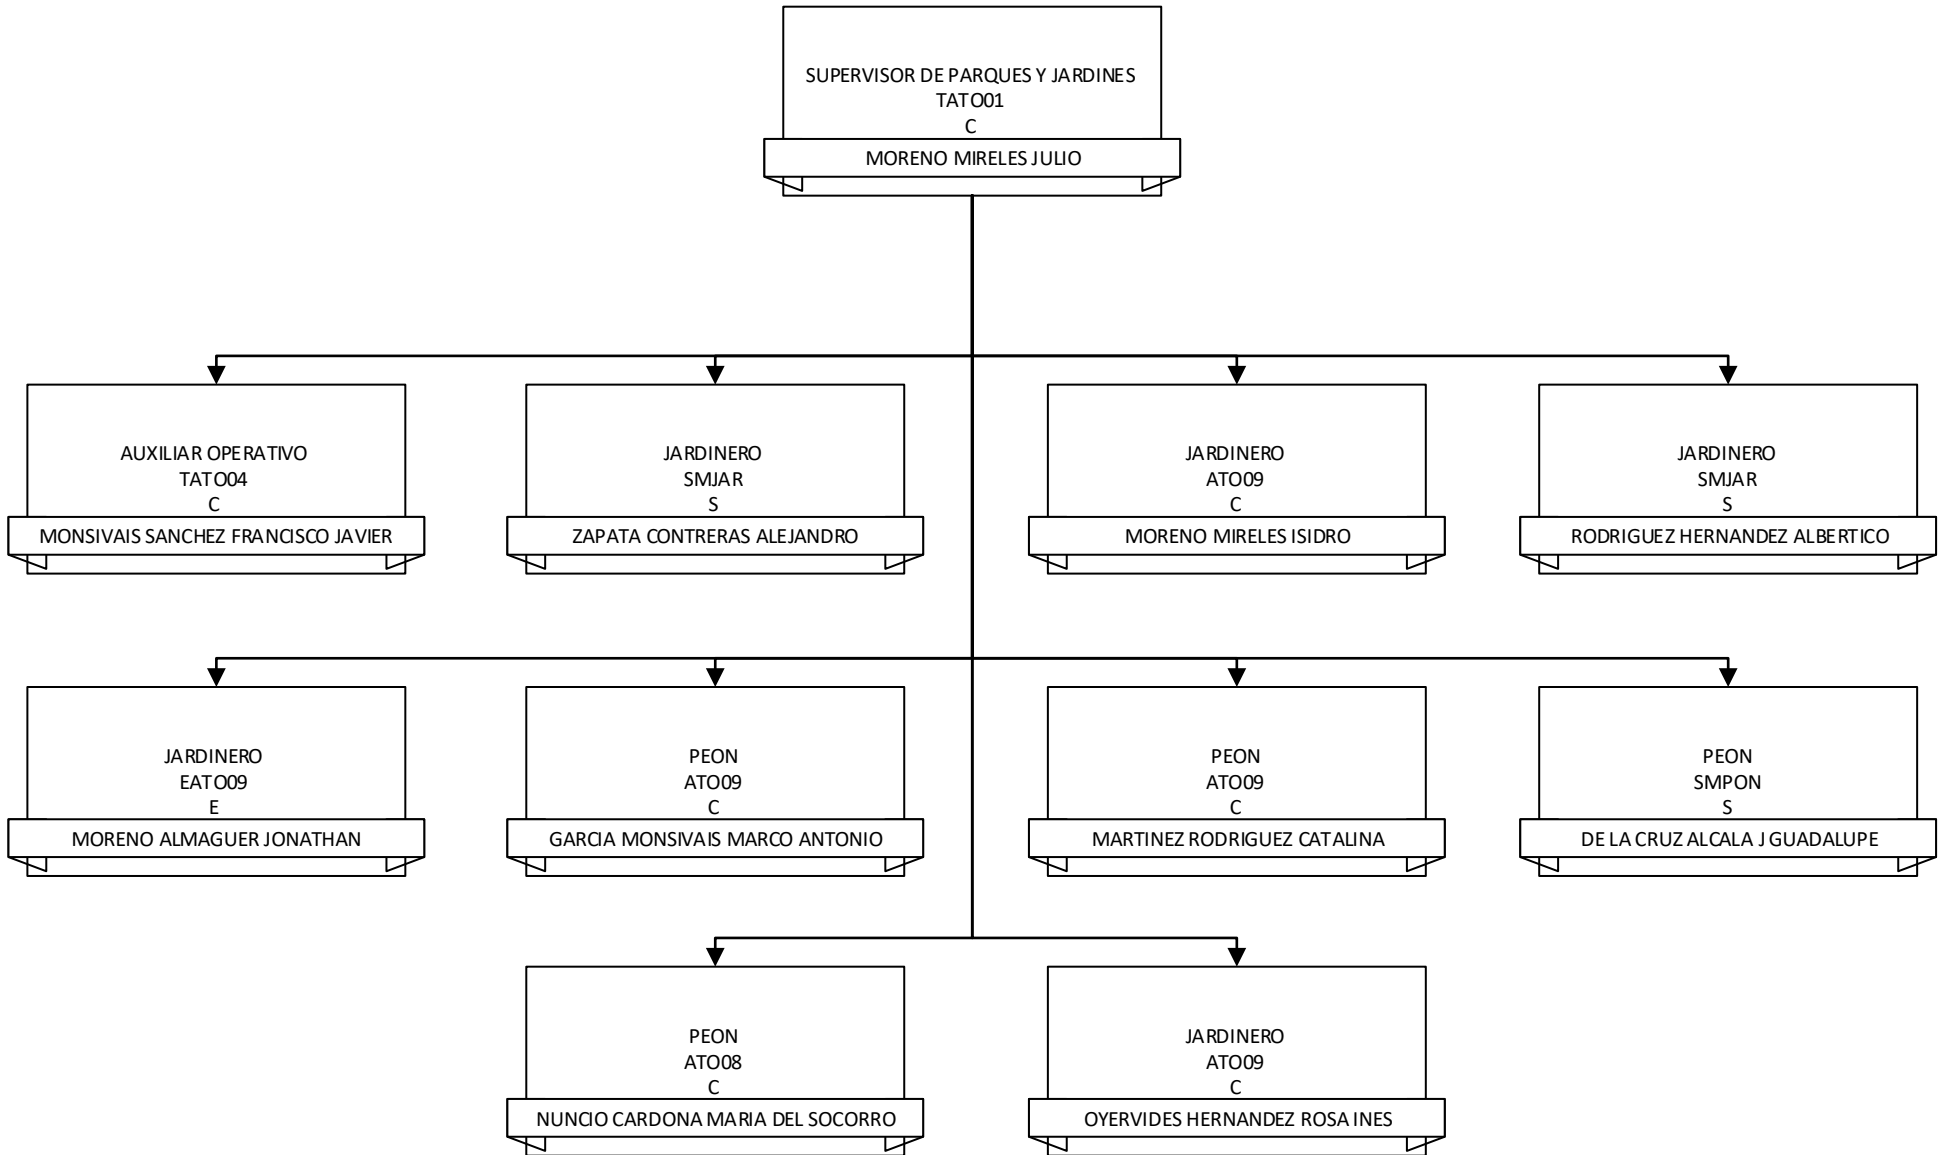 SUPERVISOR DE PARQUES Y JARDINES
TATO01
C
MORENO MIRELES JULIO
AUXILIAR OPERATIVO
TATO04
C
MONSIVAIS SANCHEZ FRANCISCO JAVIER
JARDINERO
SMJAR
S
ZAPATA CONTRERAS ALEJANDRO
JARDINERO
ATO09
C
MORENO MIRELES ISIDRO
JARDINERO
SMJAR
S
RODRIGUEZ HERNANDEZ ALBERTICO
JARDINERO
EATO09
E
MORENO ALMAGUER JONATHAN
PEON
ATO09
C
GARCIA MONSIVAIS MARCO ANTONIO
PEON
ATO09
C
MARTINEZ RODRIGUEZ CATALINA
PEON
SMPON
S
DE LA CRUZ ALCALA J GUADALUPE
PEON
ATO08
C
NUNCIO CARDONA MARIA DEL SOCORRO
JARDINERO
ATO09
C
OYERVIDES HERNANDEZ ROSA INES